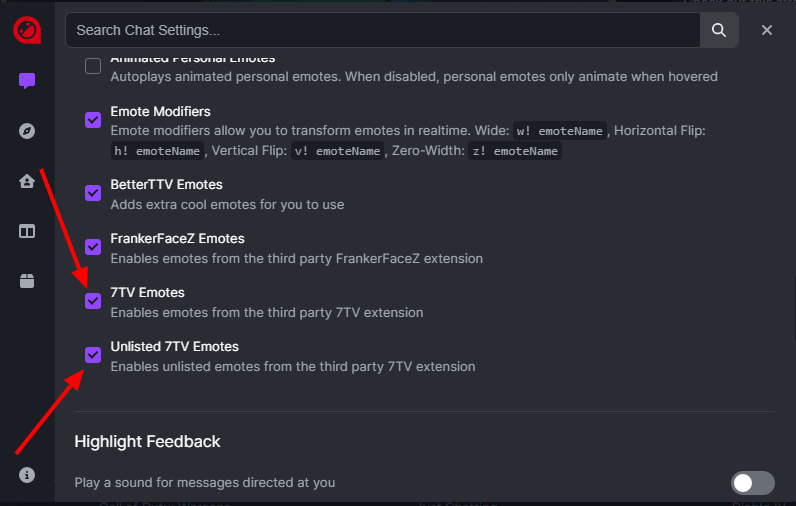 Search Chat Settings...
Animated Personal Emotes
Autoplays animated personal emotes. When disabled, personal emotes only animate when hovered
Emote Modifiers
Emote modifiers allow you to transform emotes in realtime. Wide: w! emoteName, Horizontal Flip:
h! emoteName, Vertical Flip: v! emoteName, Zero-Width: z! emoteName
BetterTTV Emotes
Adds extra cool emotes for you to use
FrankerFaceZ Emotes
Enables emotes from the third party FrankerFaceZ extension
7TV Emotes
Enables emotes from the third party 7TV extension
Unlisted 7TV Emotes
Enables unlisted emotes from the third party 7TV extension
Highlight Feedback
Play a sound for messages directed at you